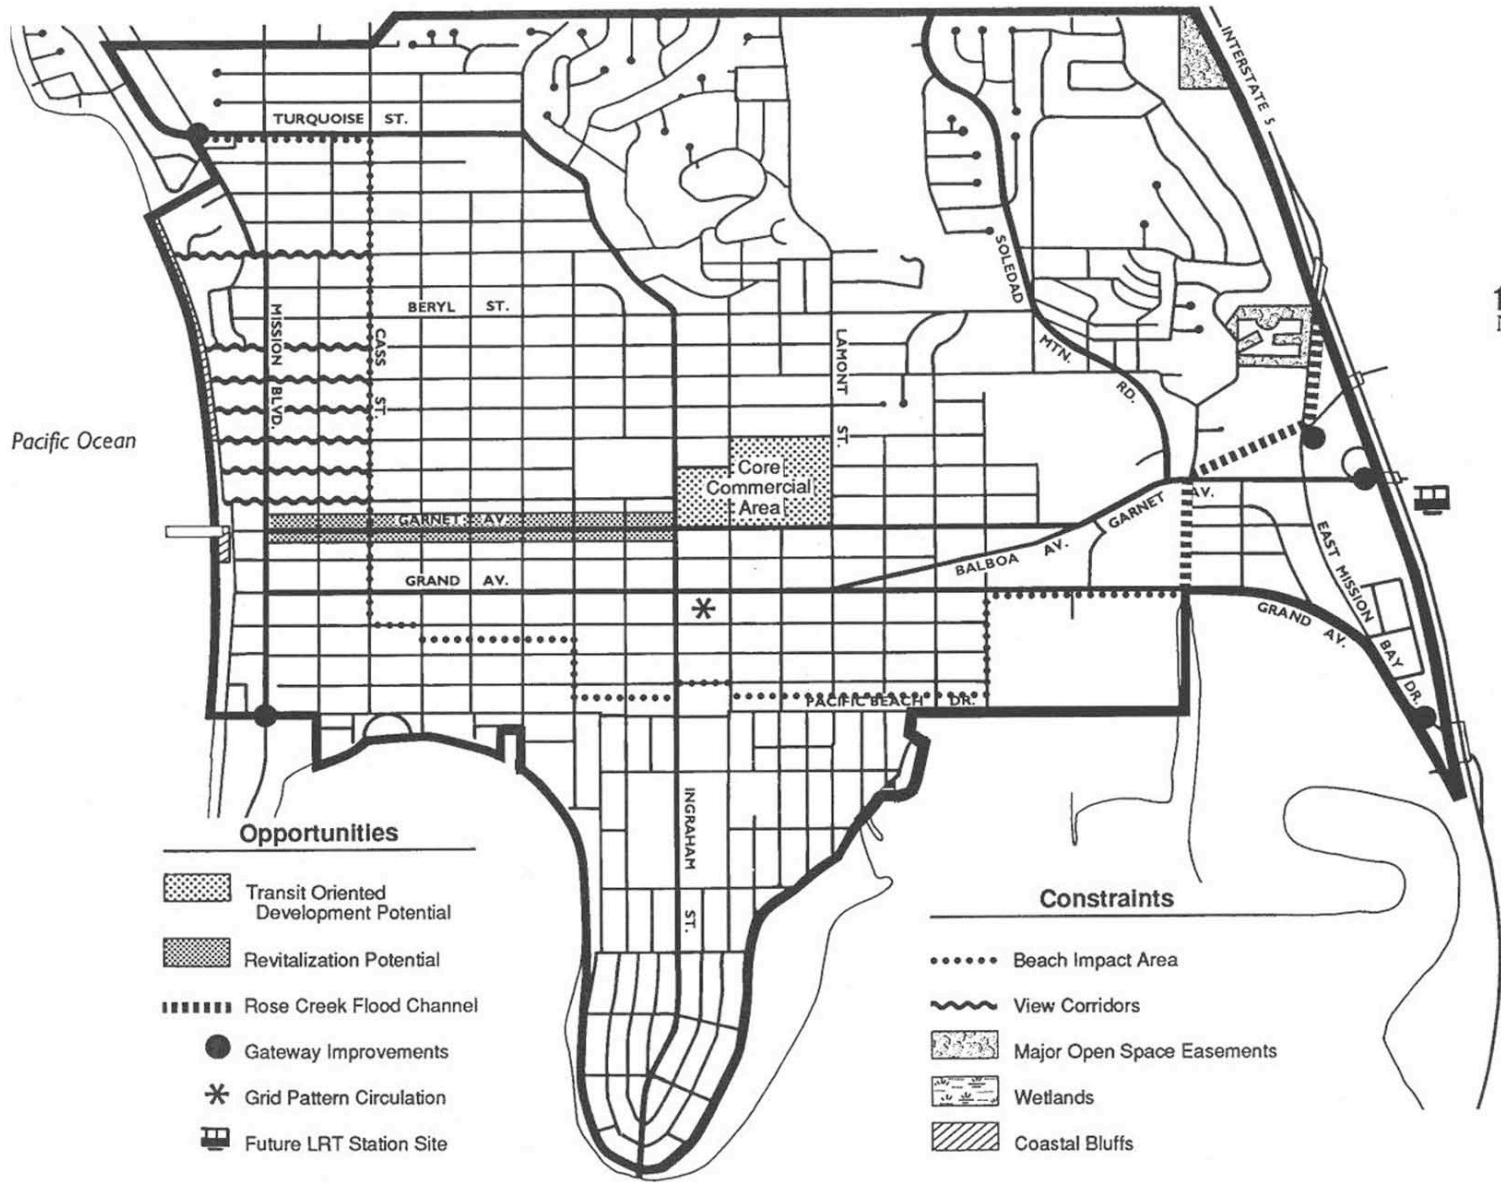 INTERSTATE 5
TURQUOISE ST.
SOLEDAD
MTN.
RD.
BERYL ST.
MISSION BLVD.
CASS ST.
LAMONT ST.
N
Pacific Ocean
Core
Commercial
Area
GARNET AV.
GARNET AV.
BALBOA AV.
GRAND AV.
EAST MISSION
BAY
DR.
GRAND AV.
PACIFIC BEACH DR.
INGRAHAM
ST.
Opportunities
Transit Oriented
Development Potential
Revitalization Potential
Rose Creek Flood Channel
Gateway Improvements
Grid Pattern Circulation
Future LRT Station Site
Constraints
Beach Impact Area
View Corridors
Major Open Space Easements
Wetlands
Coastal Bluffs